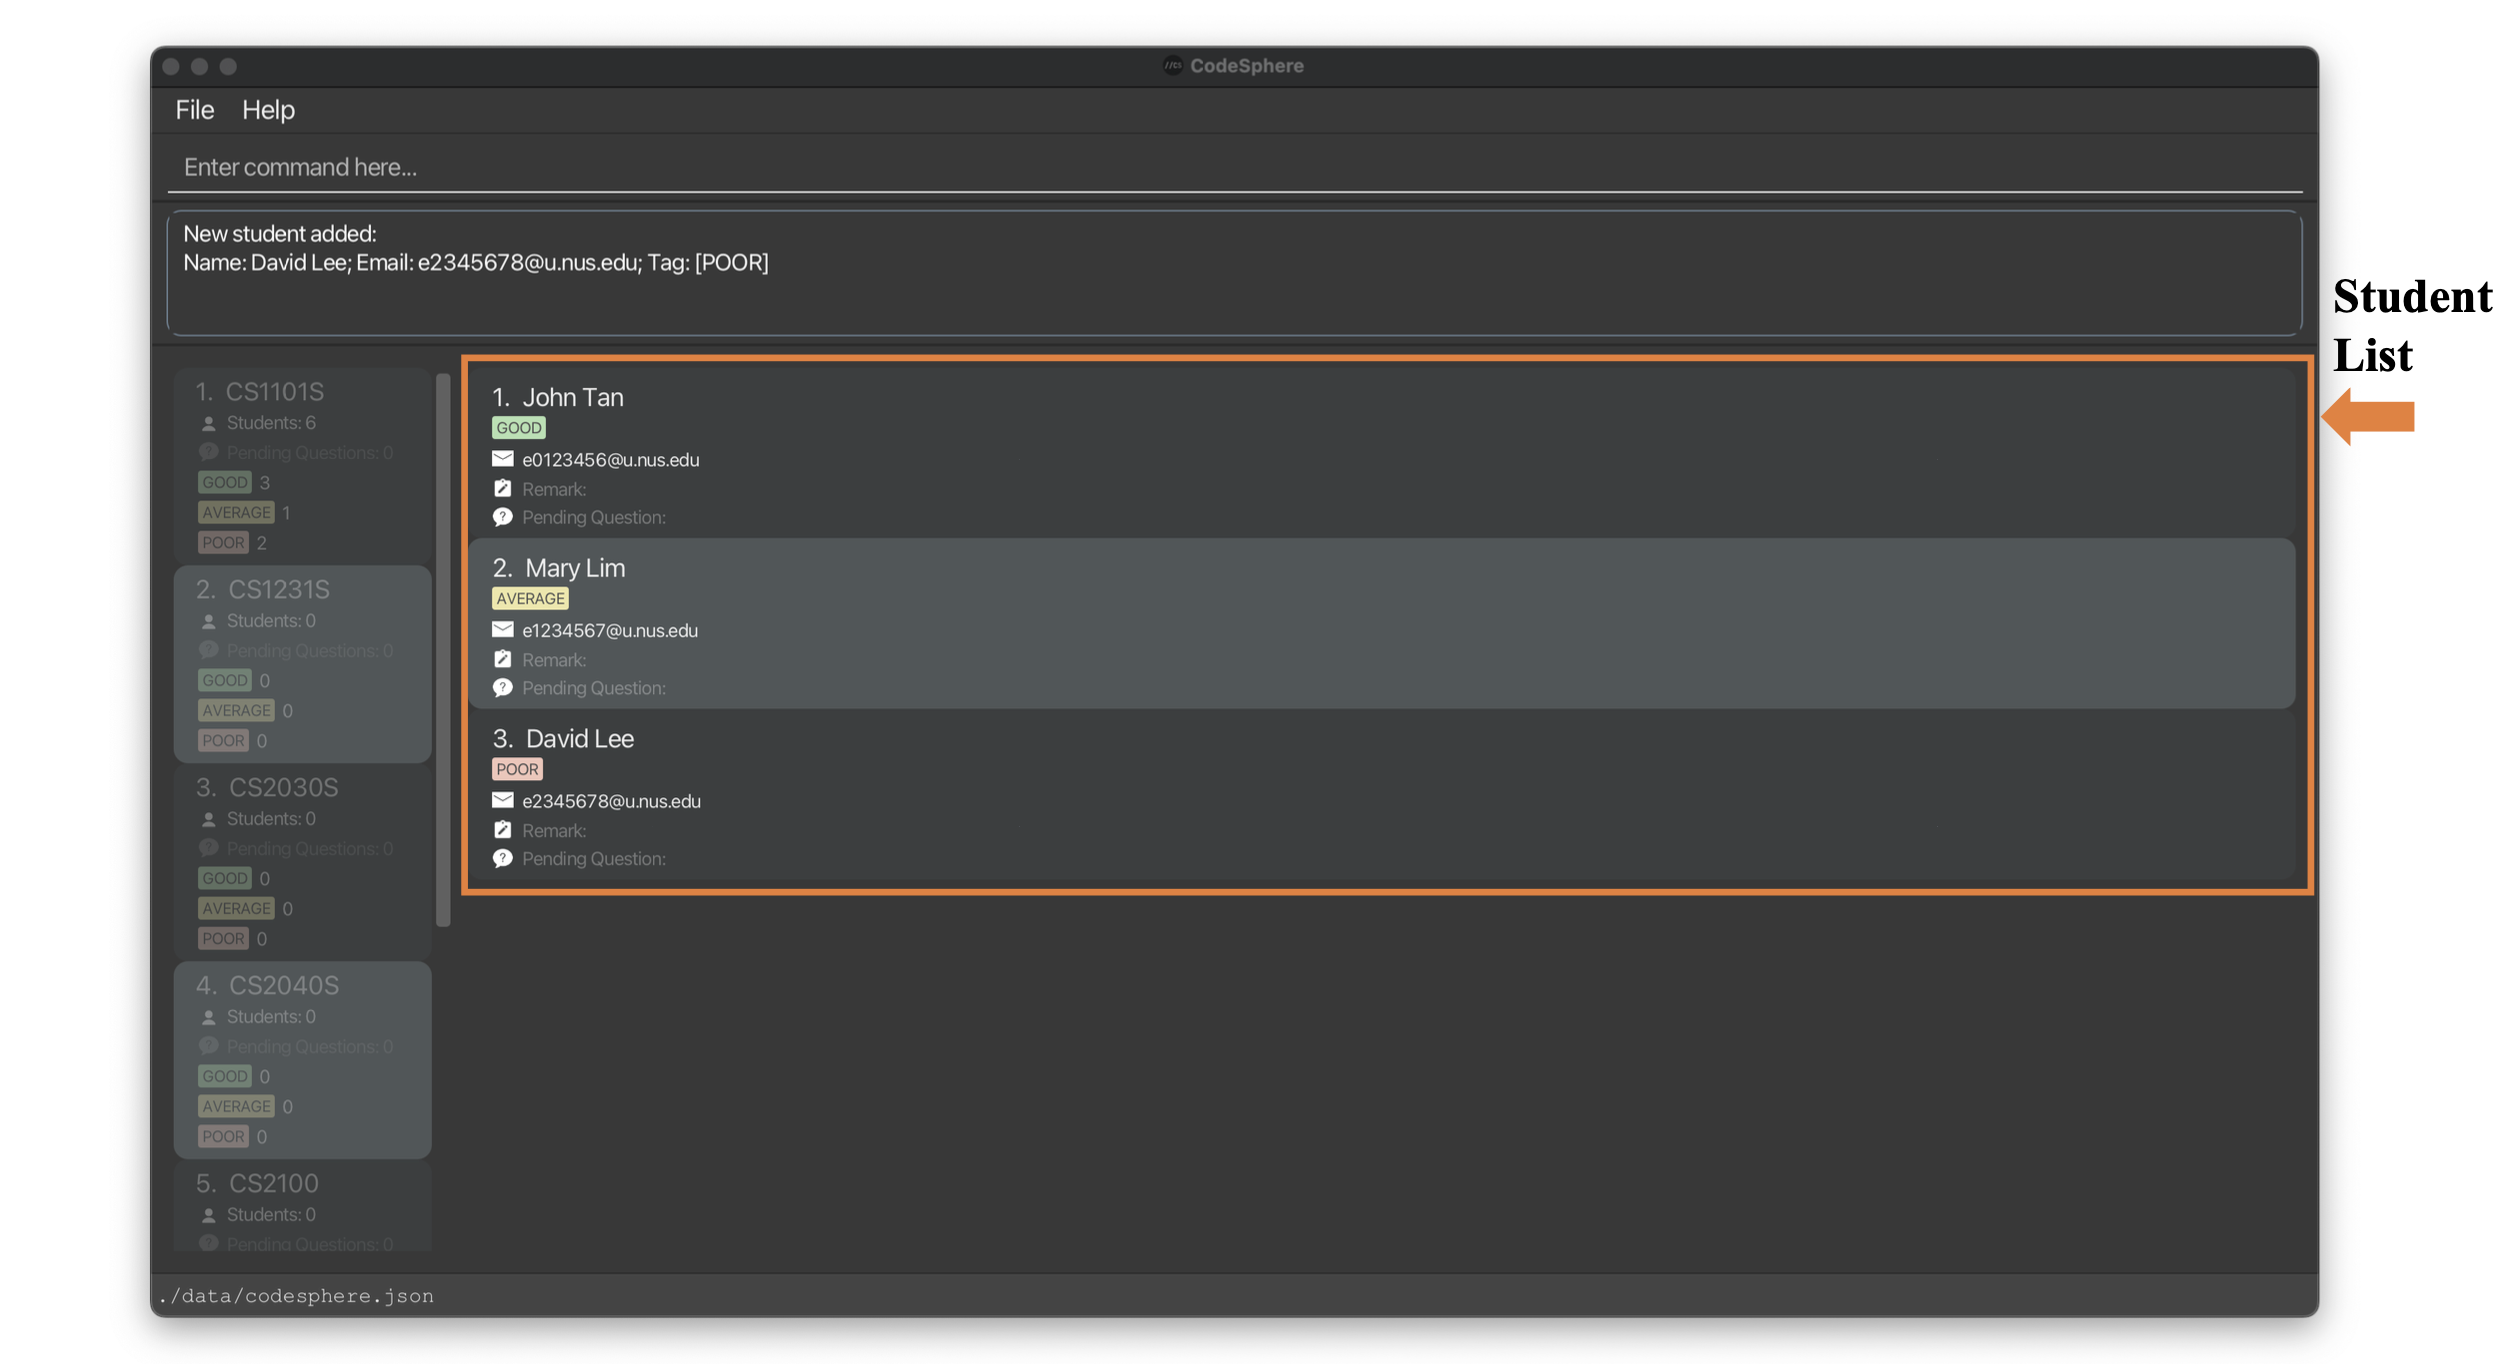 //CS CodeSphere
File Help
Enter command here...
New student added:
Name: David Lee; Email: e2345678@u.nus.edu; Tag: [POOR]
1. CS1101S
Students: 6
Pending Questions: 0
GOOD 3
AVERAGE 1
POOR 2
2. CS1231S
Students: 0
Pending Questions: 0
GOOD 0
AVERAGE 0
POOR 0
3. CS2030S
Students: 0
Pending Questions: 0
GOOD 0
AVERAGE 0
POOR 0
4. CS2040S
Students: 0
Pending Questions: 0
GOOD 0
AVERAGE 0
POOR 0
5. CS2100
Students: 0
Pending Questions: 0
1. John Tan
GOOD
e0123456@u.nus.edu
Remark:
Pending Question:
2. Mary Lim
AVERAGE
e1234567@u.nus.edu
Remark:
Pending Question:
3. David Lee
POOR
e2345678@u.nus.edu
Remark:
Pending Question:
Student
List
./data/codesphere.json